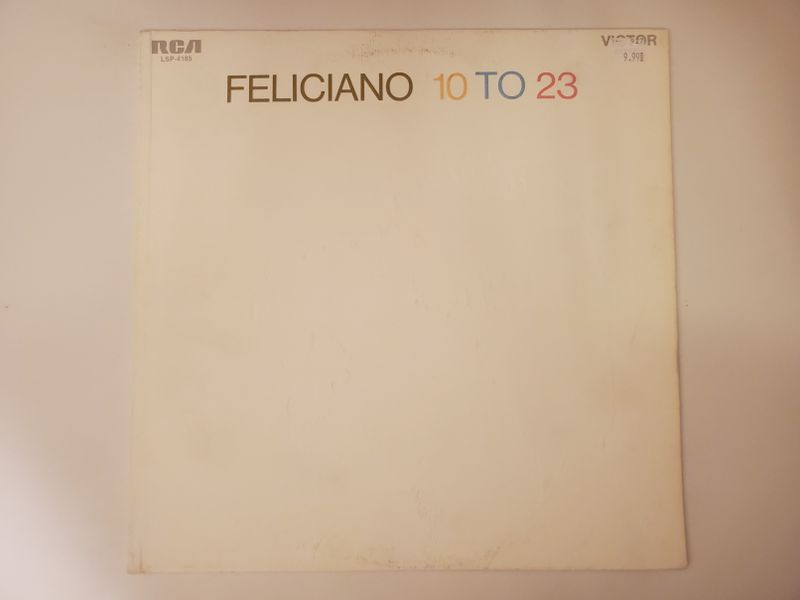 RCA VICTOR
LSP-4185
9.99
FELICIANO 10 TO 23